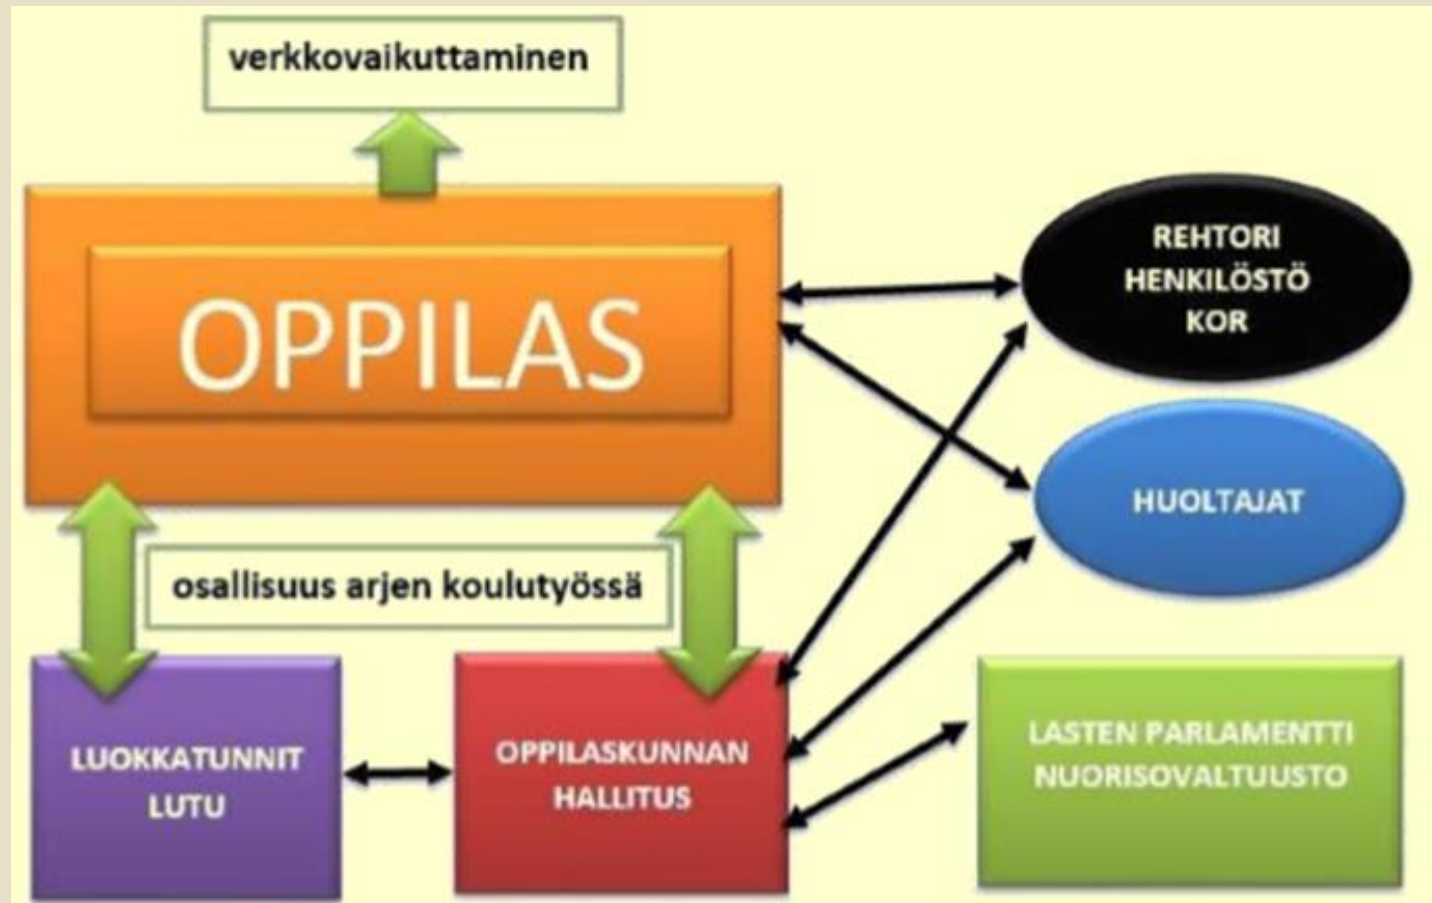 verkkovaikuttaminen
OPPILAS
REHTORI
HENKILÖSTÖ
KOR
HUOLTAJAT
osallisuus arjen koulutyössä
LUOKKATUNNIT
LUTU
OPPILASKUNNAN
HALLITUS
LASTEN PARLAMENTTI
NUORISOVALTUUSTO